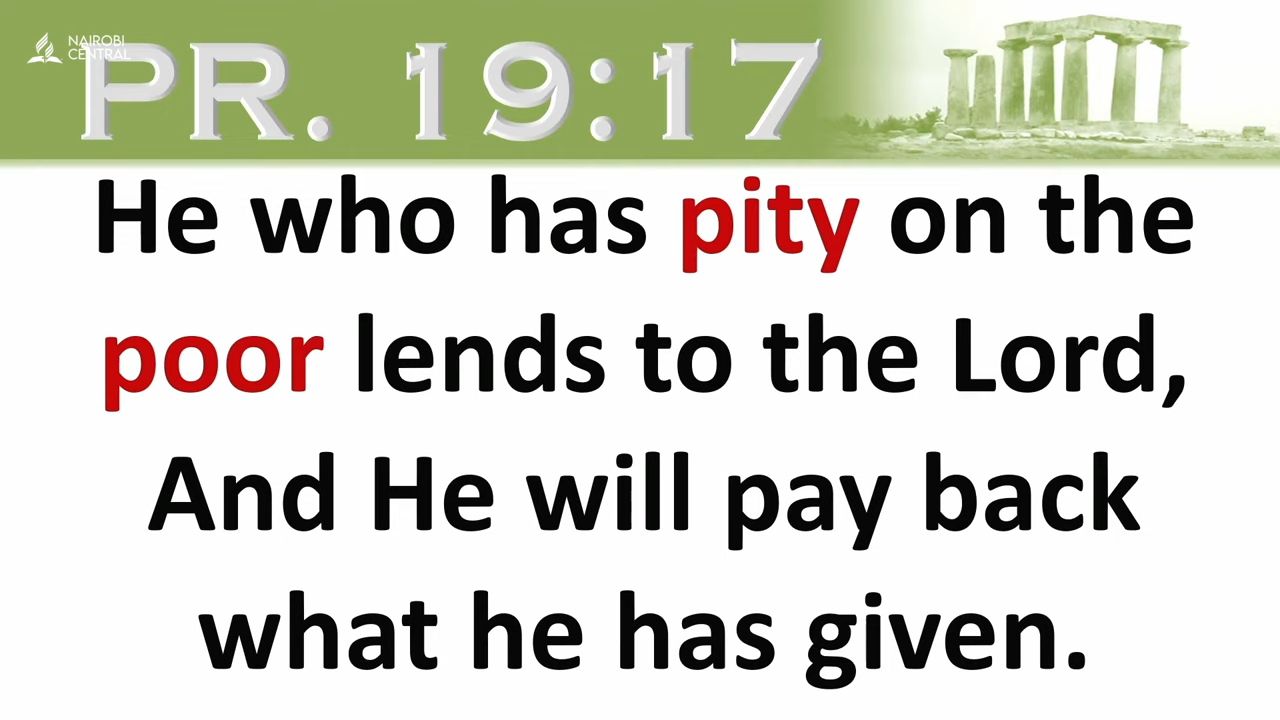 NAIROBI
CENTRAL
PR. 19:17
He who has pity on the
poor lends to the Lord,
And He will pay back
what he has given.